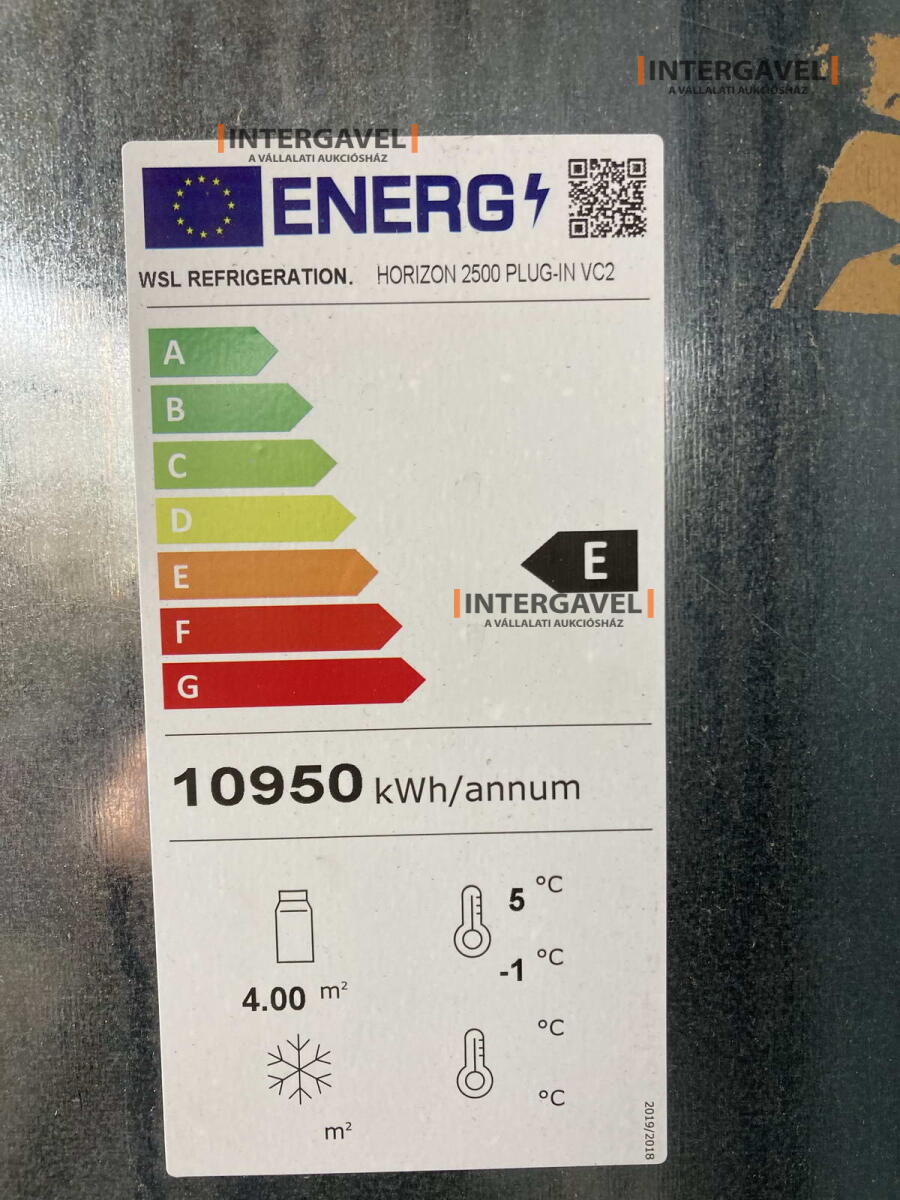 |INTERGAVEL|
A VÁLLALATI AUKCIÓSHÁZ
|INTERGAVEL|
A VÁLLALATI AUKCIÓSHÁZ
ENERG
WSL REFRIGERATION. HORIZON 2500 PLUG-IN VC2
A
B
C
D
E
E
|INTERGAVEL|
A VÁLLALATI AUKCIÓSHÁZ
F
G
10950 kWh/annum
5 °C
-1 °C
4.00 m²
°C
°C
m²
2019/2018